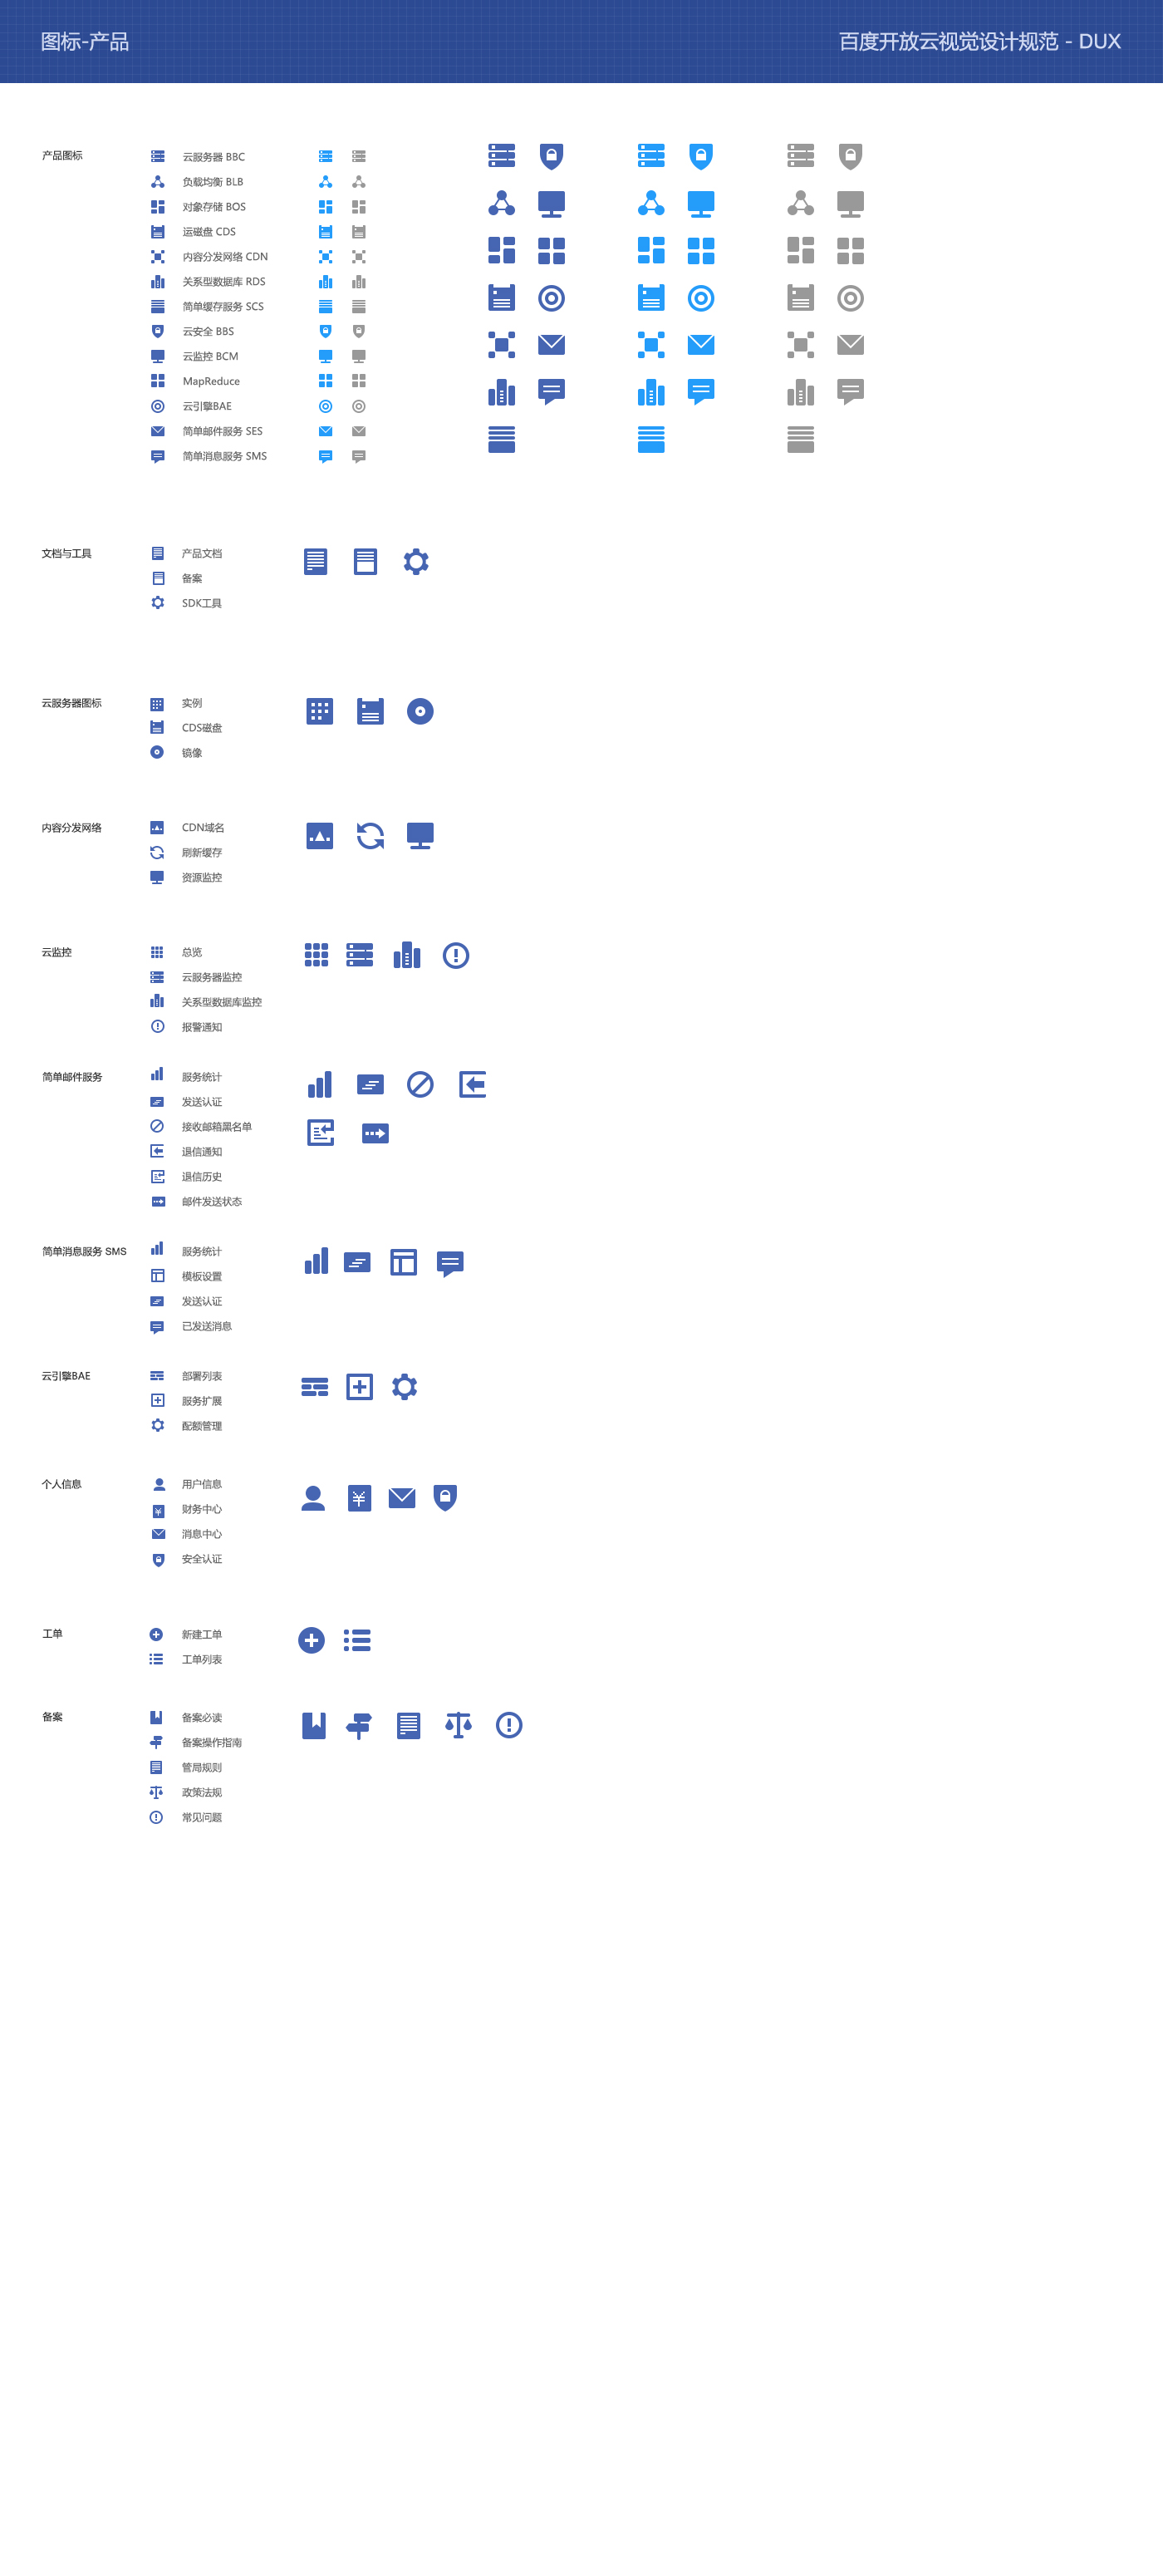 图标-产品
百度开放云视觉设计规范 - DUX
产品图标
云服务器 BBC
负载均衡 BLB
对象存储 BOS
运磁盘 CDS
内容分发网络 CDN
关系型数据库 RDS
简单缓存服务 SCS
云安全 BBS
云监控 BCM
MapReduce
云引擎BAE
简单邮件服务 SES
简单消息服务 SMS
文档与工具
产品文档
备案
SDK工具
云服务器图标
实例
CDS磁盘
镜像
内容分发网络
CDN域名
刷新缓存
资源监控
云监控
总览
云服务器监控
关系型数据库监控
报警通知
简单邮件服务
服务统计
发送认证
接收邮箱黑名单
退信通知
退信历史
邮件发送状态
简单消息服务 SMS
服务统计
模板设置
发送认证
已发送消息
云引擎BAE
部署列表
服务扩展
配额管理
个人信息
用户信息
财务中心
消息中心
安全认证
工单
新建工单
工单列表
备案
备案必读
备案操作指南
管局规则
政策法规
常见问题